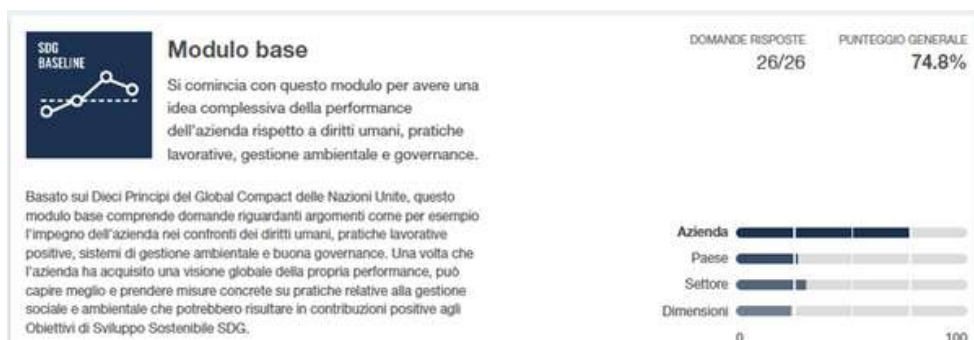 SDG
BASELINE
Modulo base
Si comincia con questo modulo per avere una
idea complessiva della performance
dell'azienda rispetto a diritti umani, pratiche
lavorative, gestione ambientale e governance.
DOMANDE RISPOSTE
26/26
PUNTEGGIO GENERALE
74.8%
Basato sui Dieci Principi del Global Compact delle Nazioni Unite, questo
modulo base comprende domande riguardanti argomenti come per esempio
l'impegno dell'azienda nei confronti dei diritti umani, pratiche lavorative
positive, sistemi di gestione ambientale e buona governance. Una volta che
l'azienda ha acquisito una visione globale della propria performance, può
capire meglio e prendere misure concrete su pratiche relative alla gestione
sociale e ambientale che potrebbero risultare in contribuzioni positive agli
Obiettivi di Sviluppo Sostenibile SDG.
Azienda
Paese
Settore
Dimensioni
0 100